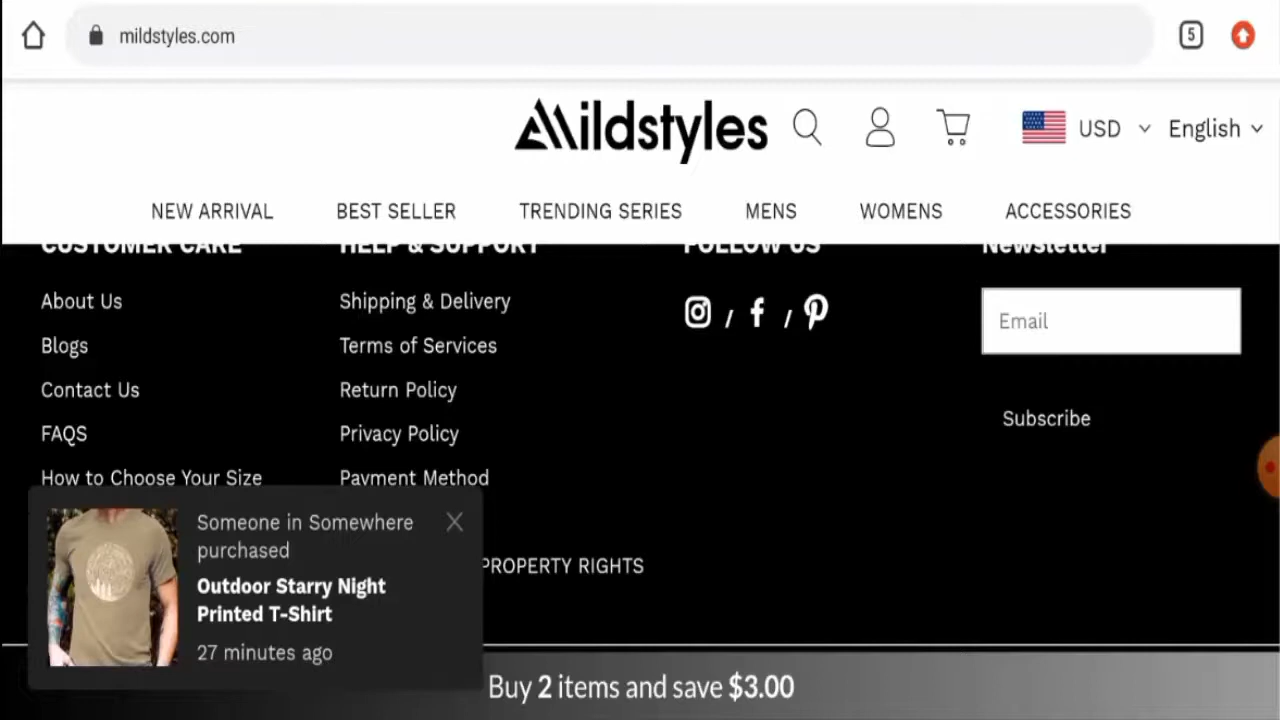 mildstyles.com
5
Mildstyles
USD
English
NEW ARRIVAL
BEST SELLER
TRENDING SERIES
MENS
WOMENS
ACCESSORIES
CUSTOMER CARE
HELP & SUPPORT
FOLLOW US
Newsletter
About Us
Blogs
Contact Us
FAQS
How to Choose Your Size
Shipping & Delivery
Terms of Services
Return Policy
Privacy Policy
Payment Method
PROPERTY RIGHTS
/ /
Email
Subscribe
Someone in Somewhere
purchased
Outdoor Starry Night
Printed T-Shirt
27 minutes ago
Buy 2 items and save $3.00